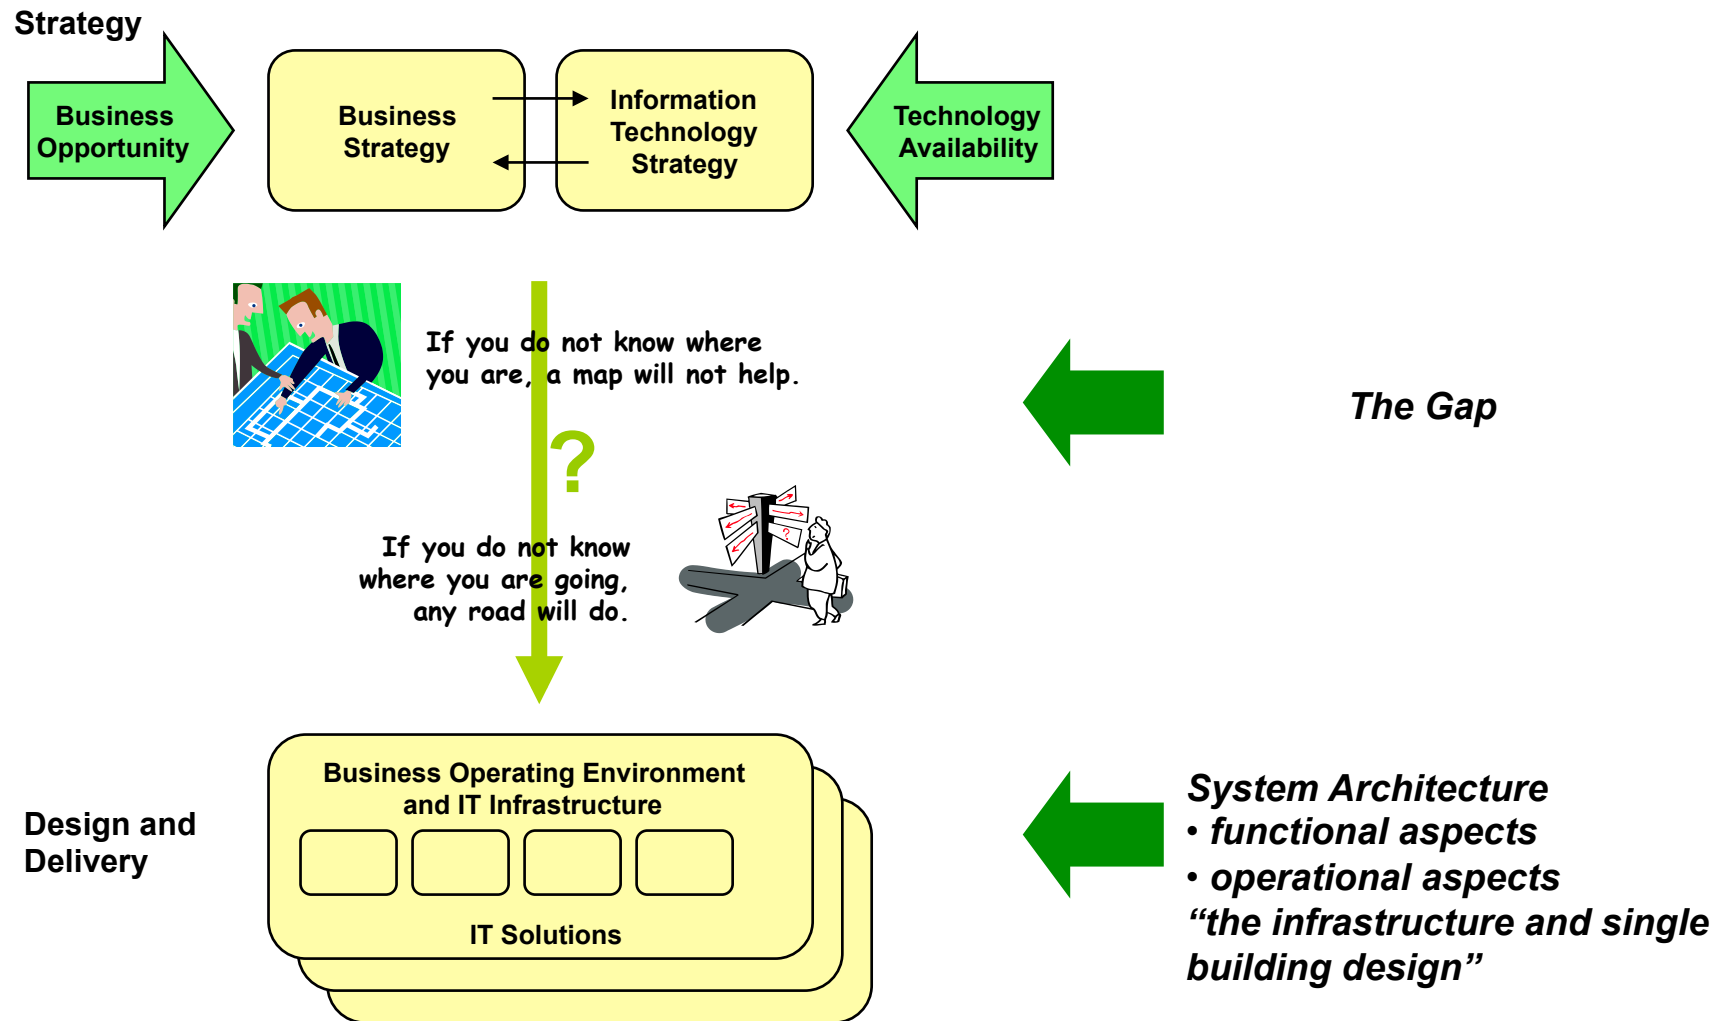 Strategy
Business
Opportunity
Business
Strategy
Information
Technology
Strategy
Technology
Availability
If you do not know where
you are, a map will not help.
The Gap
?
?
If you do not know
where you are going,
any road will do.
Business Operating Environment
and IT Infrastructure
IT Solutions
Design and
Delivery
System Architecture
• functional aspects
• operational aspects
“the infrastructure and single
building design”